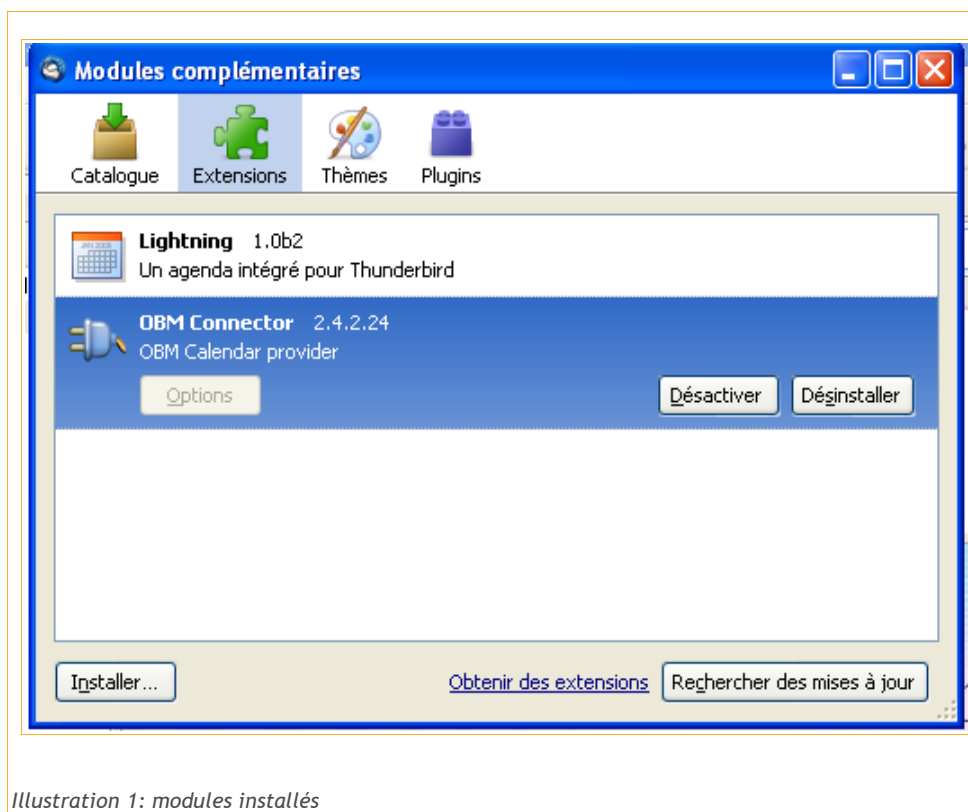 Modules complémentaires
Catalogue Extensions Thèmes Plugins
Lightning 1.0b2
Un agenda intégré pour Thunderbird
OBM Connector 2.4.2.24
OBM Calendar provider
Options Désactiver Désinstaller
Installer... Obtenir des extensions Rechercher des mises à jour
Illustration 1: modules installés